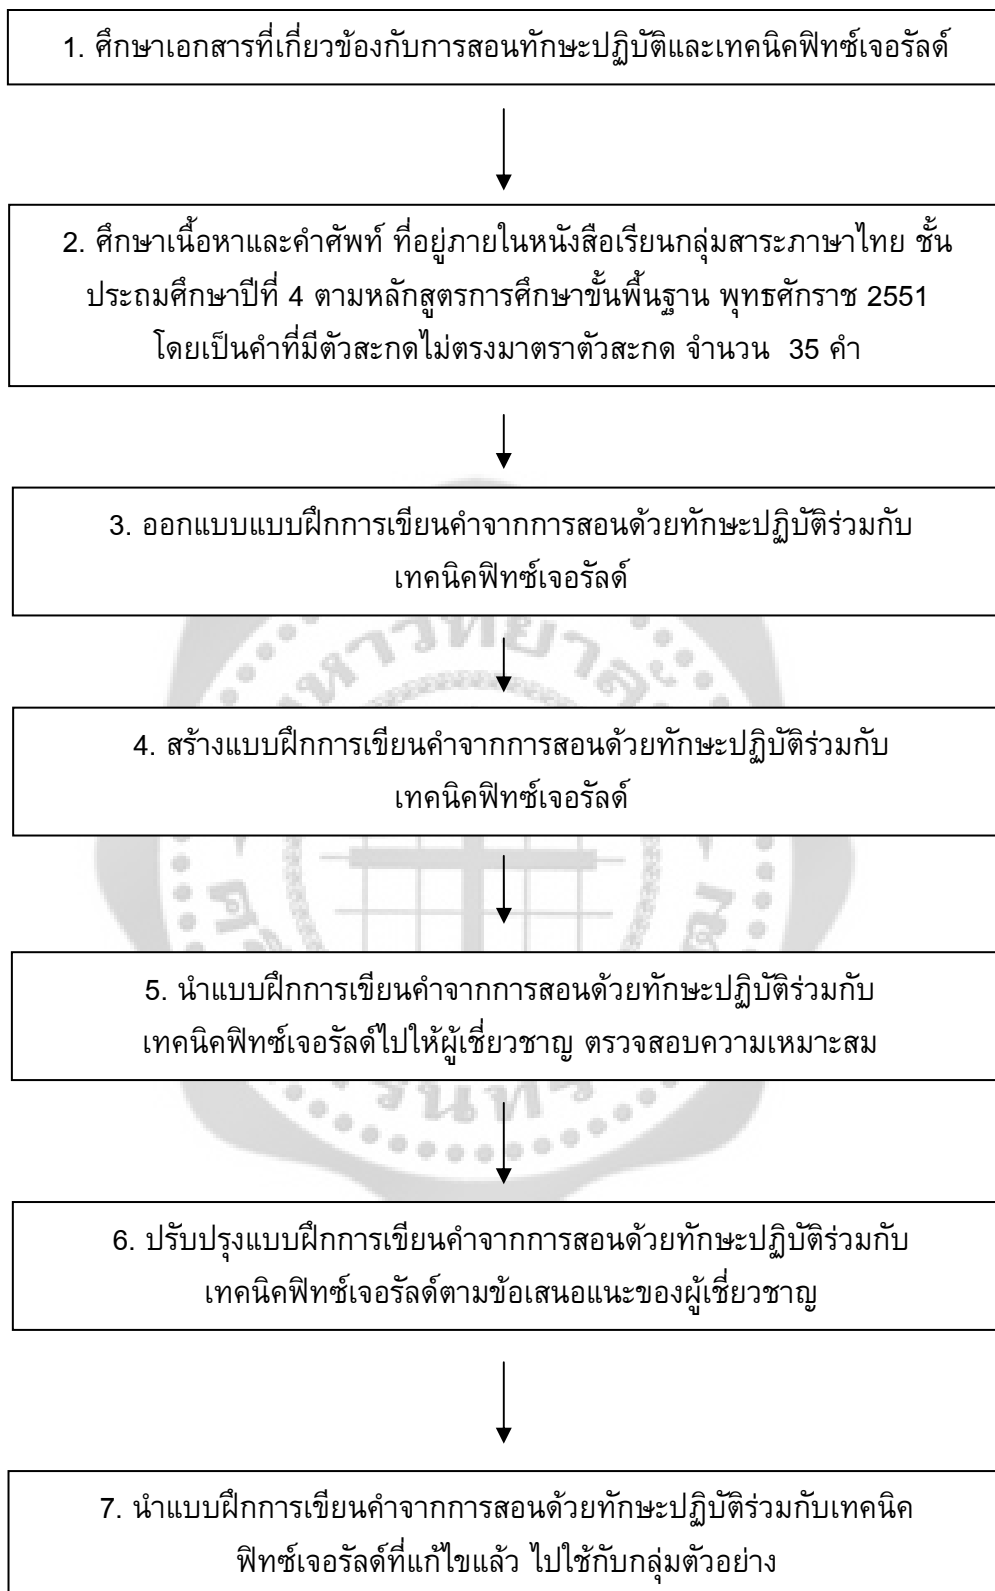 1. ศึกษาเอกสารที่เกี่ยวข้องกับการสอนทักษะปฏิบัติและเทคนิคฟิทซ์เจอรัลด์
2. ศึกษาเนื้อหาและคำศัพท์ ที่อยู่ภายในหนังสือเรียนกลุ่มสาระภาษาไทย ชั้น
ประถมศึกษาปีที่ 4 ตามหลักสูตรการศึกษาขั้นพื้นฐาน พุทธศักราช 2551
โดยเป็นคำที่มีตัวสะกดไม่ตรงมาตราตัวสะกด จำนวน 35 คำ
3. ออกแบบแบบฝึกการเขียนคำจากการสอนด้วยทักษะปฏิบัติร่วมกับ
เทคนิคฟิทซ์เจอรัลด์
4. สร้างแบบฝึกการเขียนคำจากการสอนด้วยทักษะปฏิบัติร่วมกับ
เทคนิคฟิทซ์เจอรัลด์
5. นำแบบฝึกการเขียนคำจากการสอนด้วยทักษะปฏิบัติร่วมกับ
เทคนิคฟิทซ์เจอรัลด์ไปให้ผู้เชี่ยวชาญ ตรวจสอบความเหมาะสม
6. ปรับปรุงแบบฝึกการเขียนคำจากการสอนด้วยทักษะปฏิบัติร่วมกับ
เทคนิคฟิทซ์เจอรัลด์ตามข้อเสนอแนะของผู้เชี่ยวชาญ
7. นำแบบฝึกการเขียนคำจากการสอนด้วยทักษะปฏิบัติร่วมกับเทคนิค
ฟิทซ์เจอรัลด์ที่แก้ไขแล้ว ไปใช้กับกลุ่มตัวอย่าง